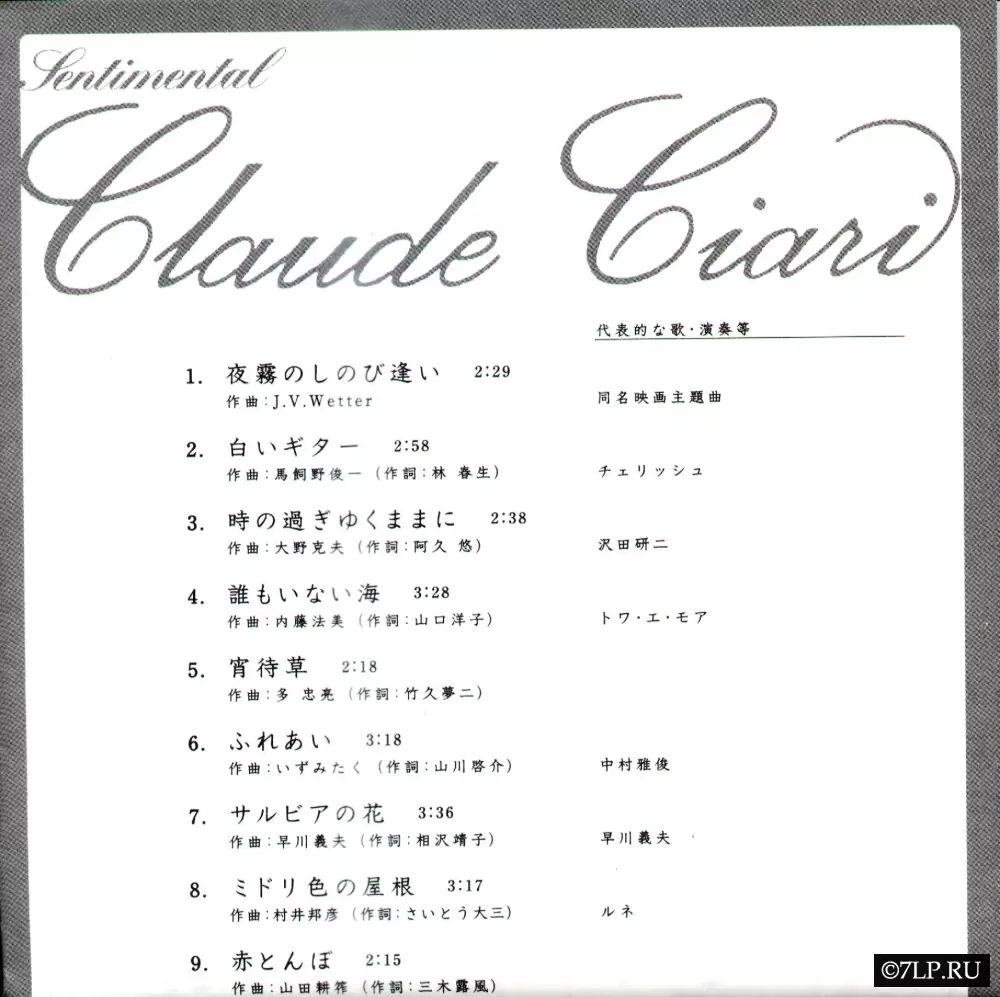 Sentimental
Claude Ciari
代表的な歌・演奏等
1. 夜霧のしのび逢い 2:29
作曲:J.V.Wetter
同名映画主題曲
2. 白いギター 2:58
作曲:馬飼野俊一 (作詞:林 春生)
チェリッシュ
3. 時の過ぎゆくままに 2:38
作曲:大野克夫 (作詞:阿久 悠)
沢田研二
4. 誰もいない海 3:28
作曲:内藤法美 (作詞:山口洋子)
トワ・エ・モア
5. 宵待草 2:18
作曲:多 忠亮 (作詞:竹久夢二)
6. ふれあい 3:18
作曲:いずみたく (作詞:山川啓介)
中村雅俊
7. サルビアの花 3:36
作曲:早川義夫 (作詞:相沢靖子)
早川義夫
8. ミドリ色の屋根 3:17
作曲:村井邦彦 (作詞:さいとう大三)
ルネ
9. 赤とんぼ 2:15
作曲:山田耕筰 (作詞:三木露風)
©7LP.RU